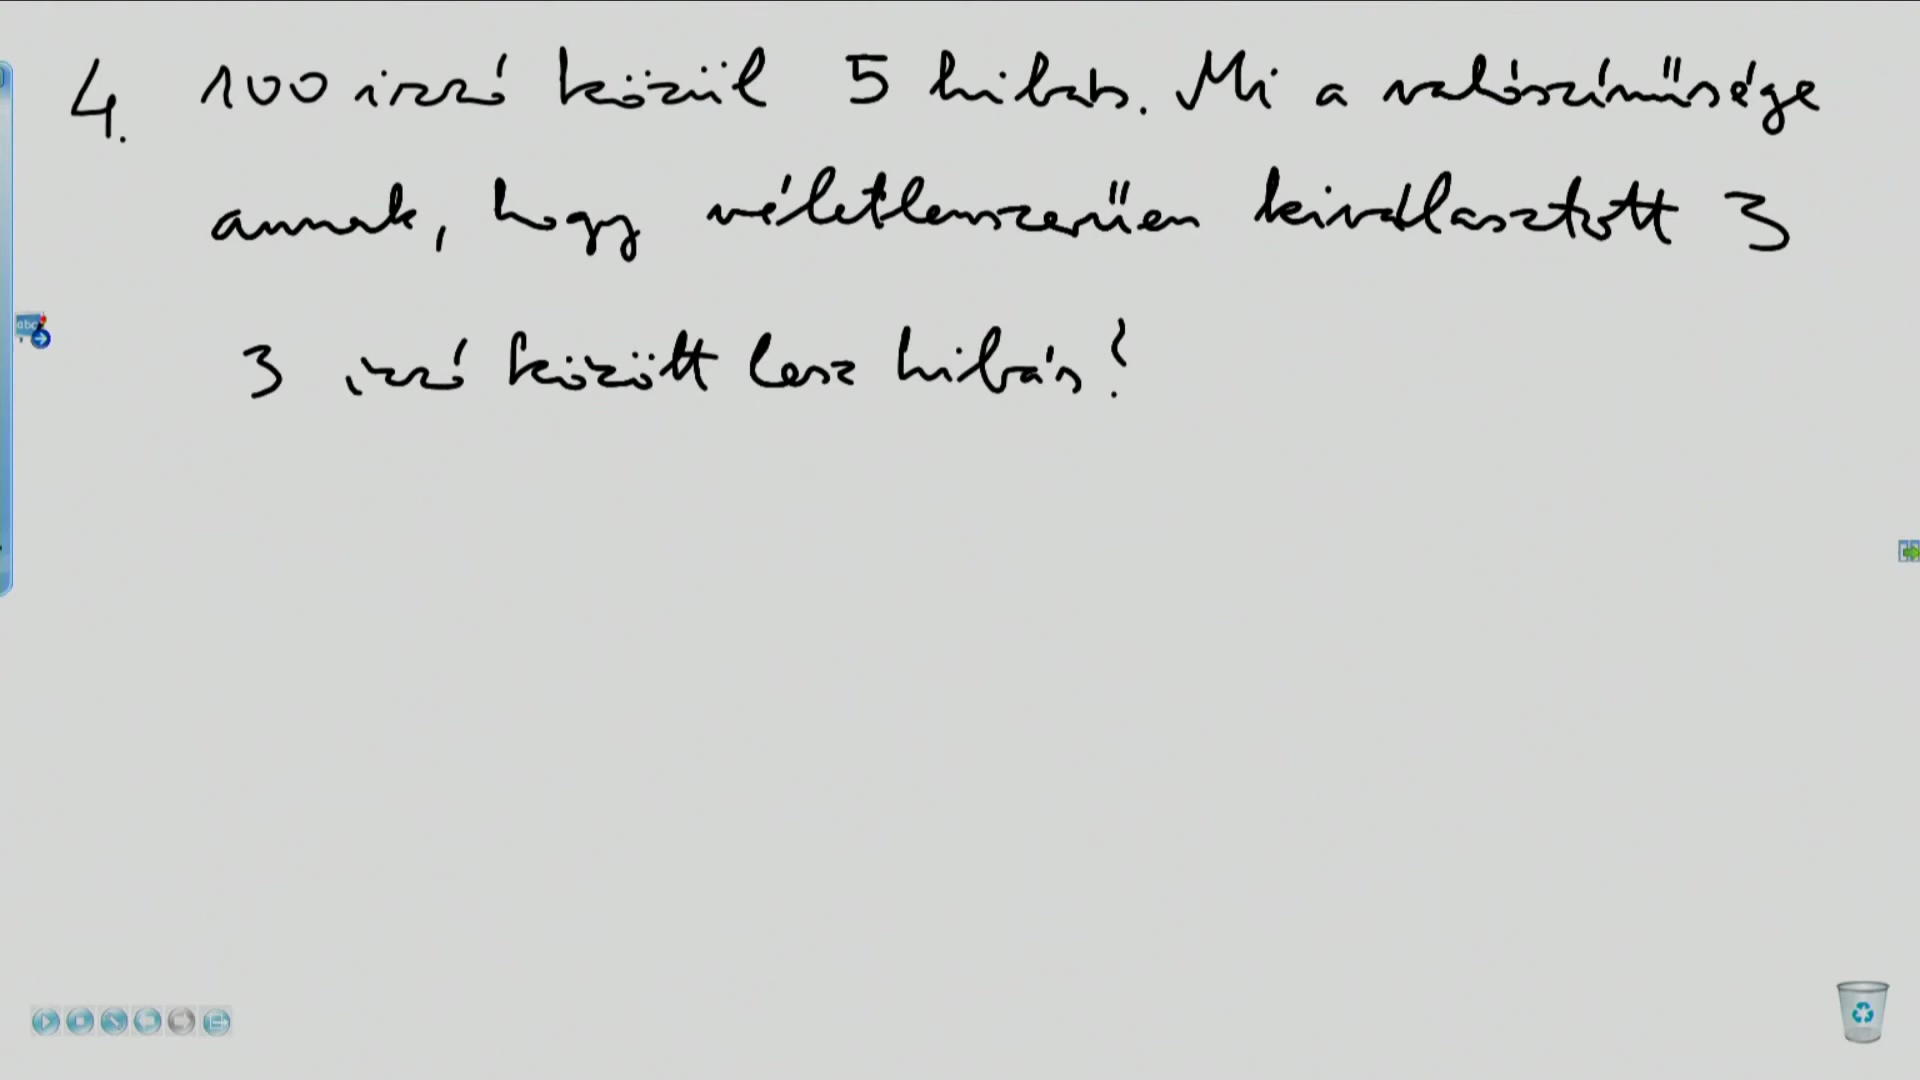 4. 100 izzó közül 5 hibás. Mi a valószínűsége
annak, hogy véletlenszerűen kiválasztott 3
3 izzó között lesz hibás?